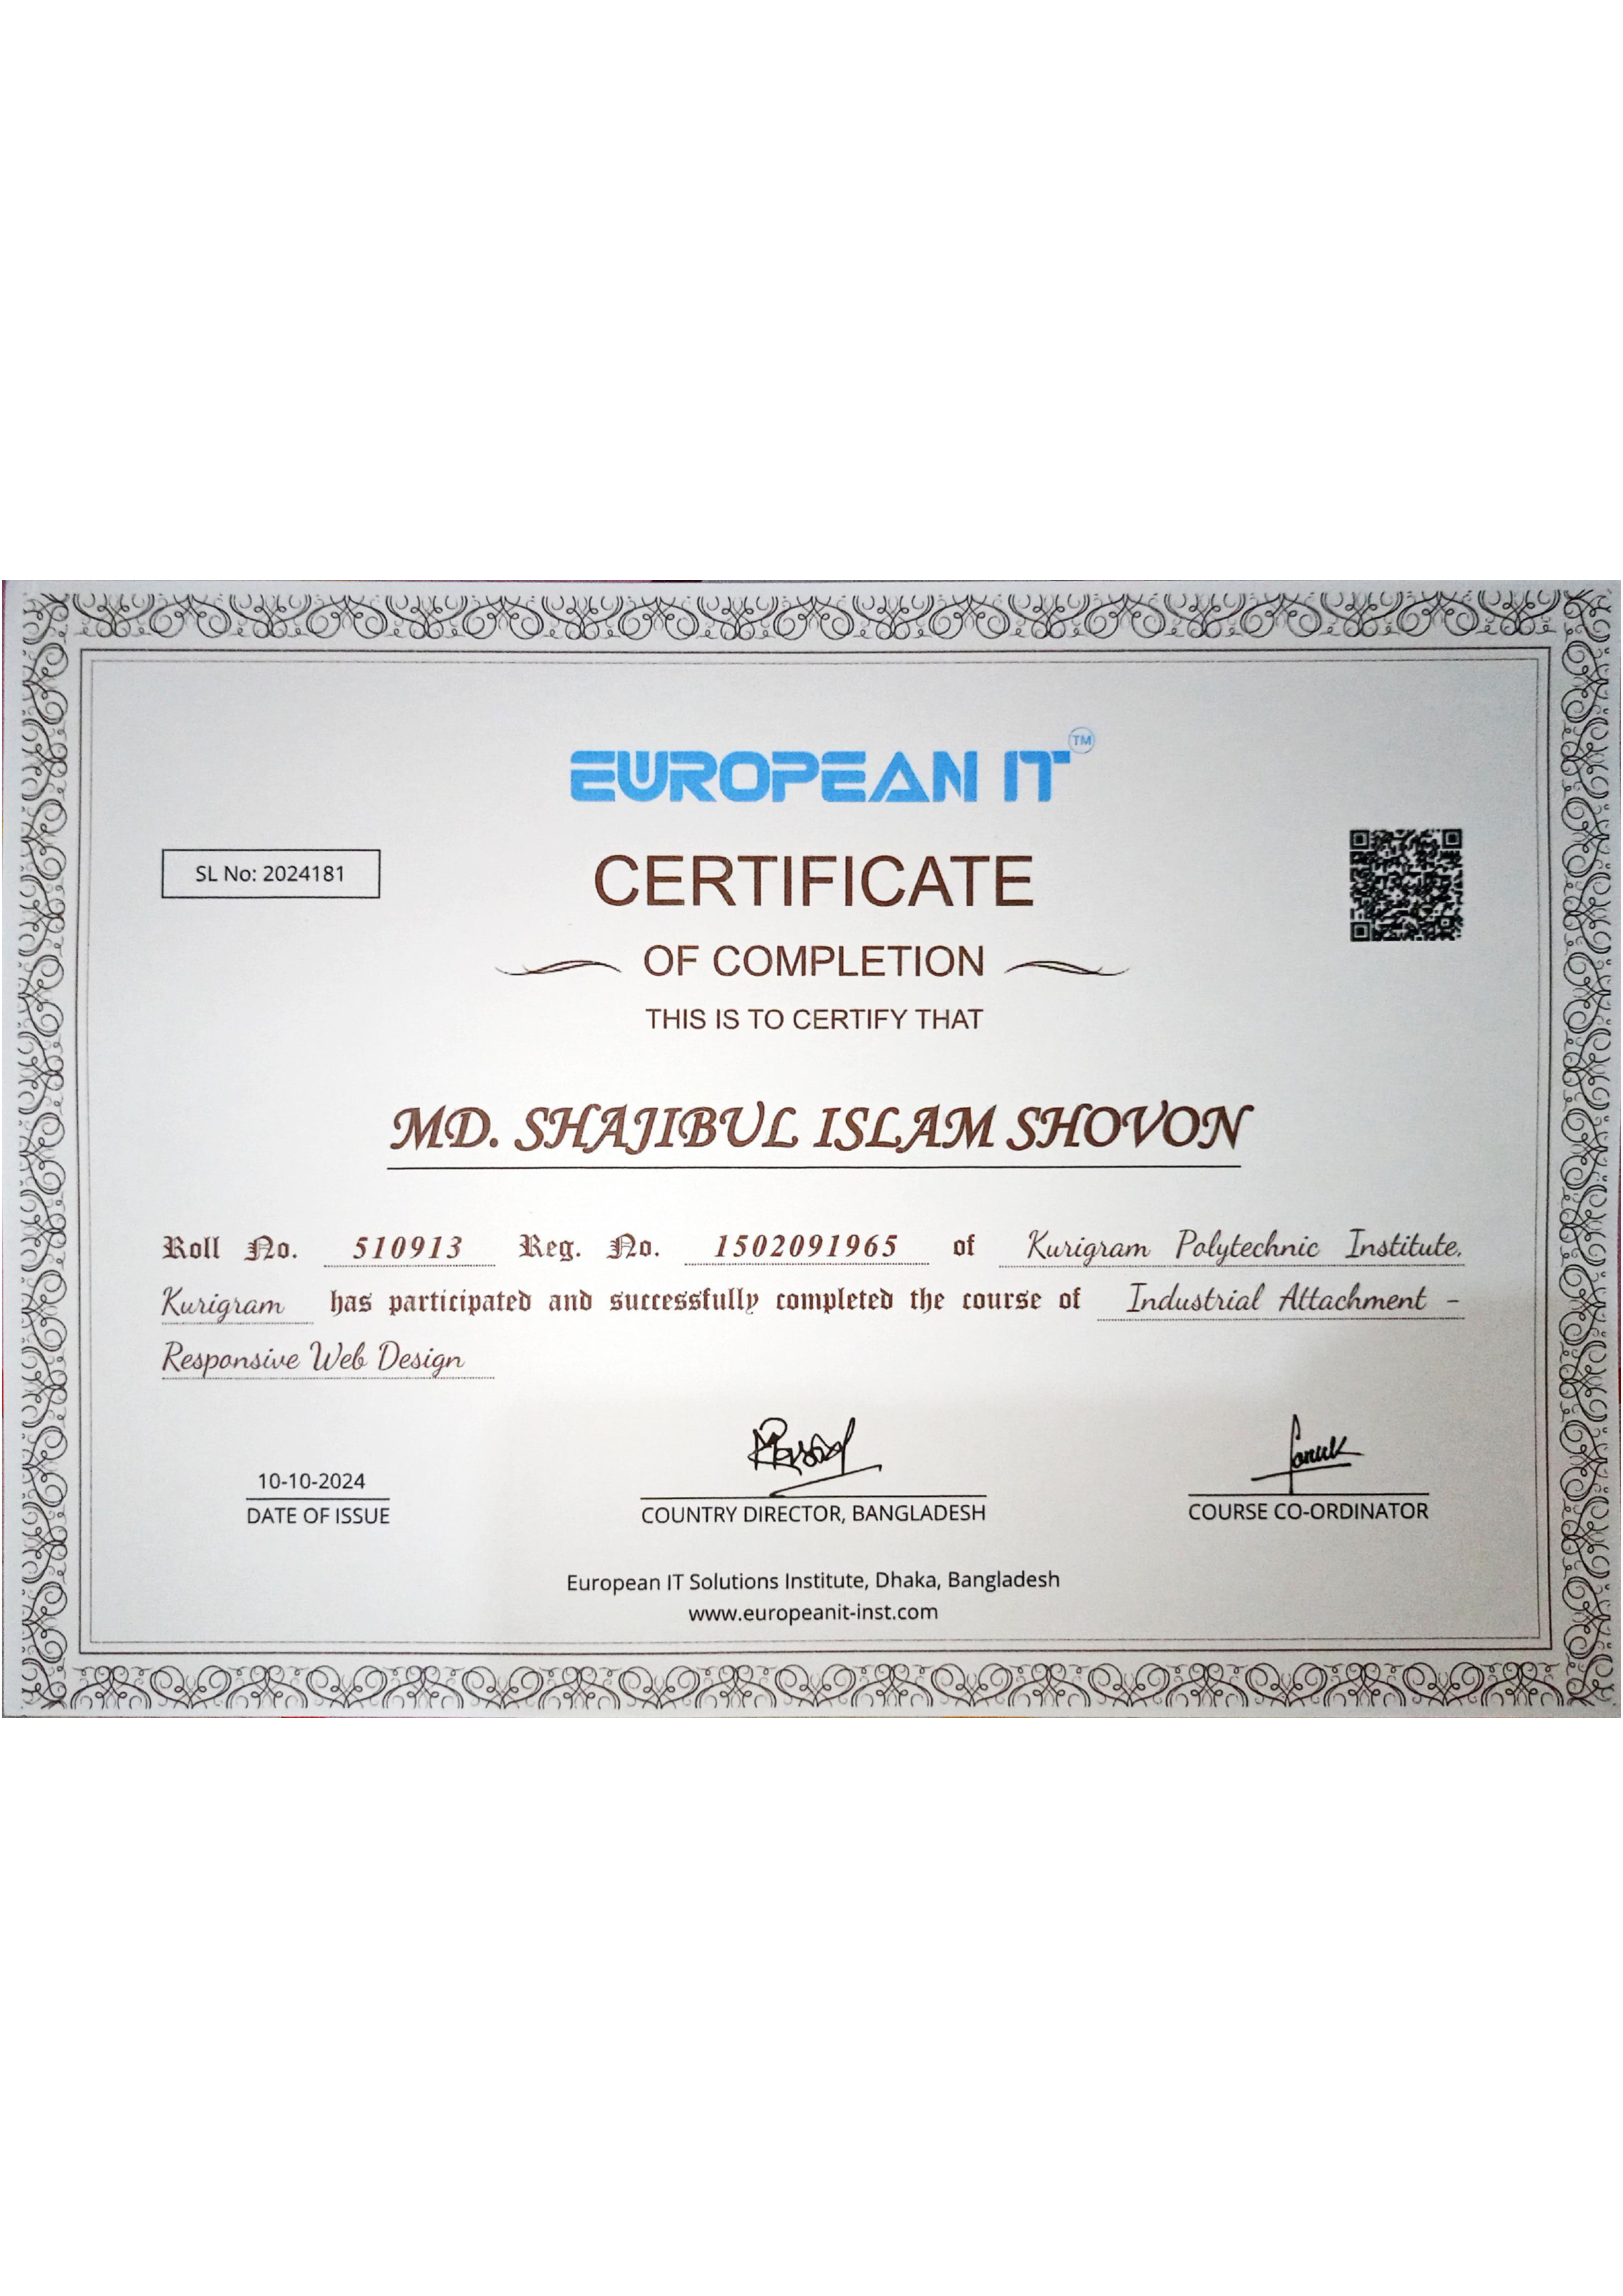 EUROPEAN IT TM
SL No: 2024181
CERTIFICATE
OF COMPLETION
THIS IS TO CERTIFY THAT
MD. SHAJIBUL ISLAM SHOVON
Roll No. 510913 Reg. No. 1502091965 of Kurigram Polytechnic Institute,
Kurigram has participated and successfully completed the course of Industrial Attachment -
Responsive Web Design
10-10-2024
DATE OF ISSUE
COUNTRY DIRECTOR, BANGLADESH
COURSE CO-ORDINATOR
European IT Solutions Institute, Dhaka, Bangladesh
www.europeanit-inst.com